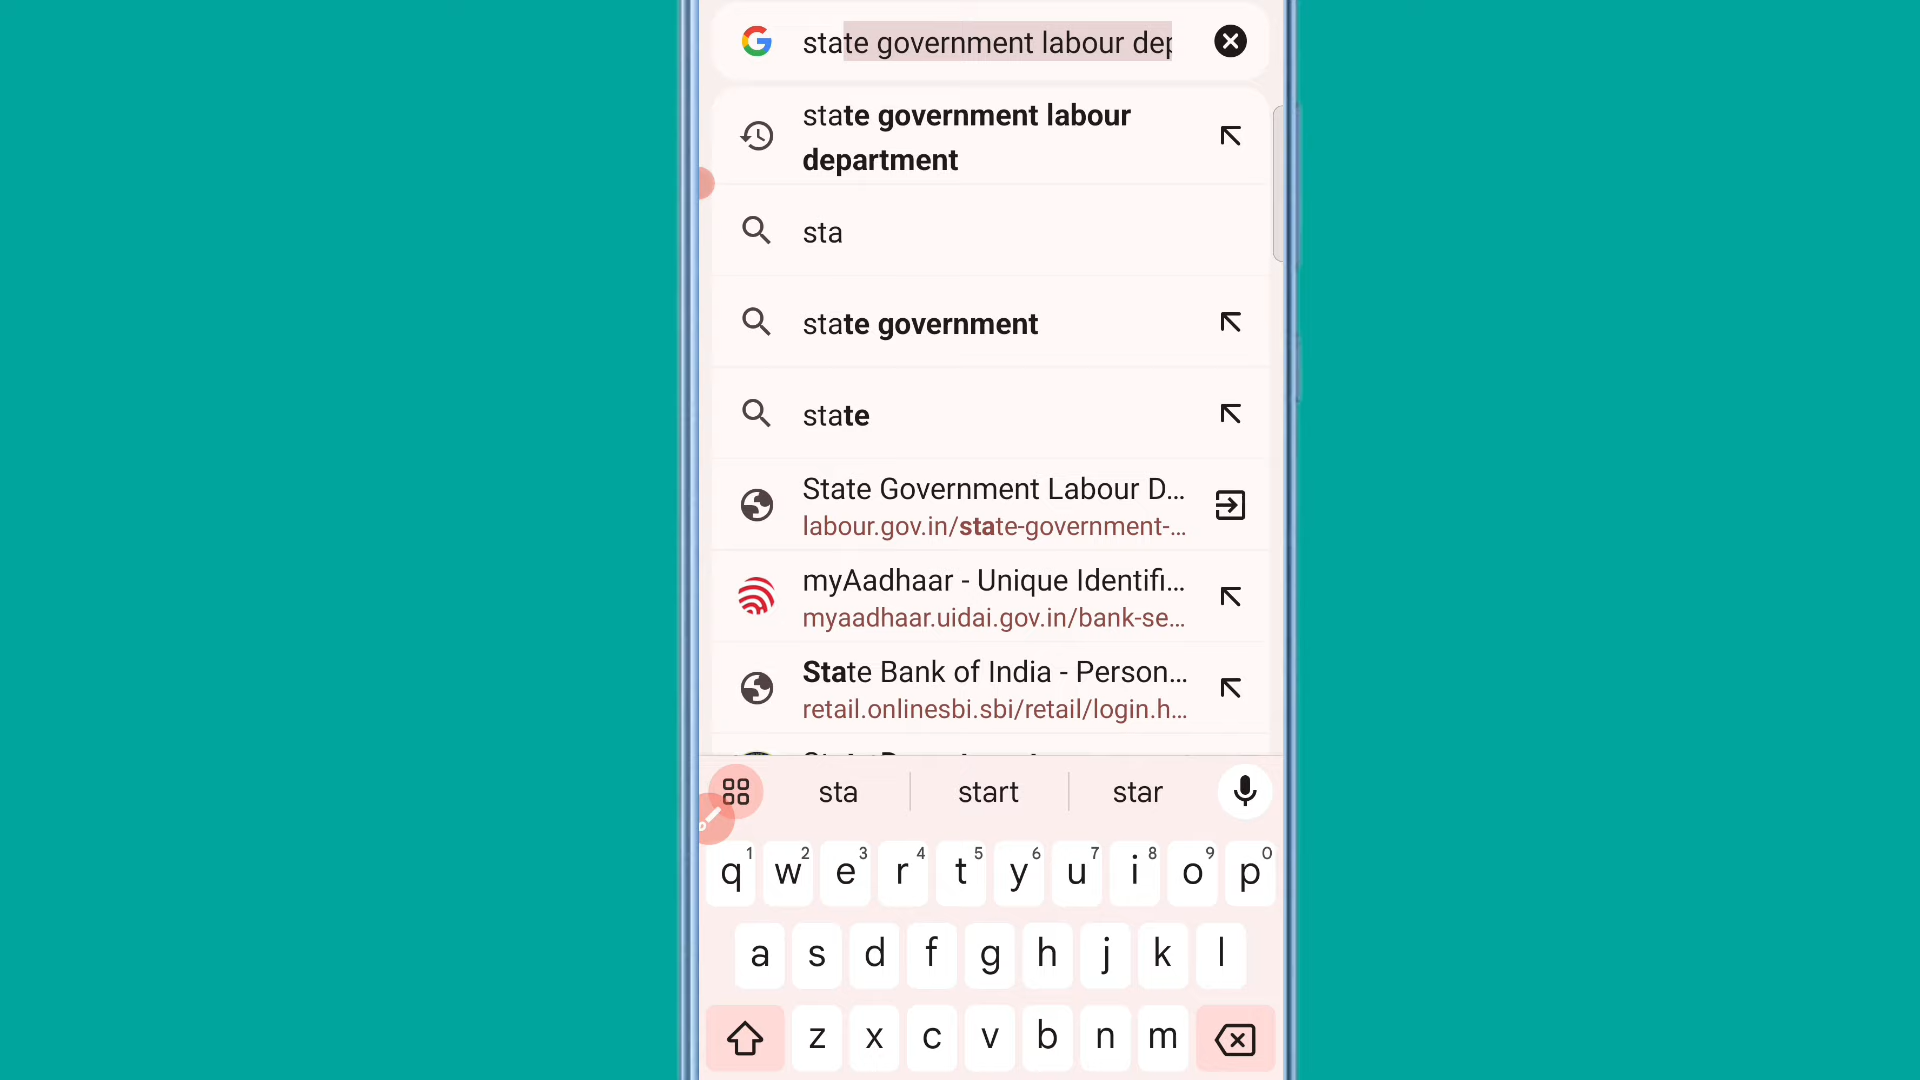 state government labour dep
state government labour
department
sta
state government
state
State Government Labour D...
labour.gov.in/state-government-...
myAadhaar - Unique Identifi...
myaadhaar.uidai.gov.in/bank-se...
State Bank of India - Person...
retail.onlinesbi.sbi/retail/login.h...
sta start star
q1 w2 e3 r4 t5 y6 u7 i8 o9 p0
a s d f g h j k l
z x c v b n m